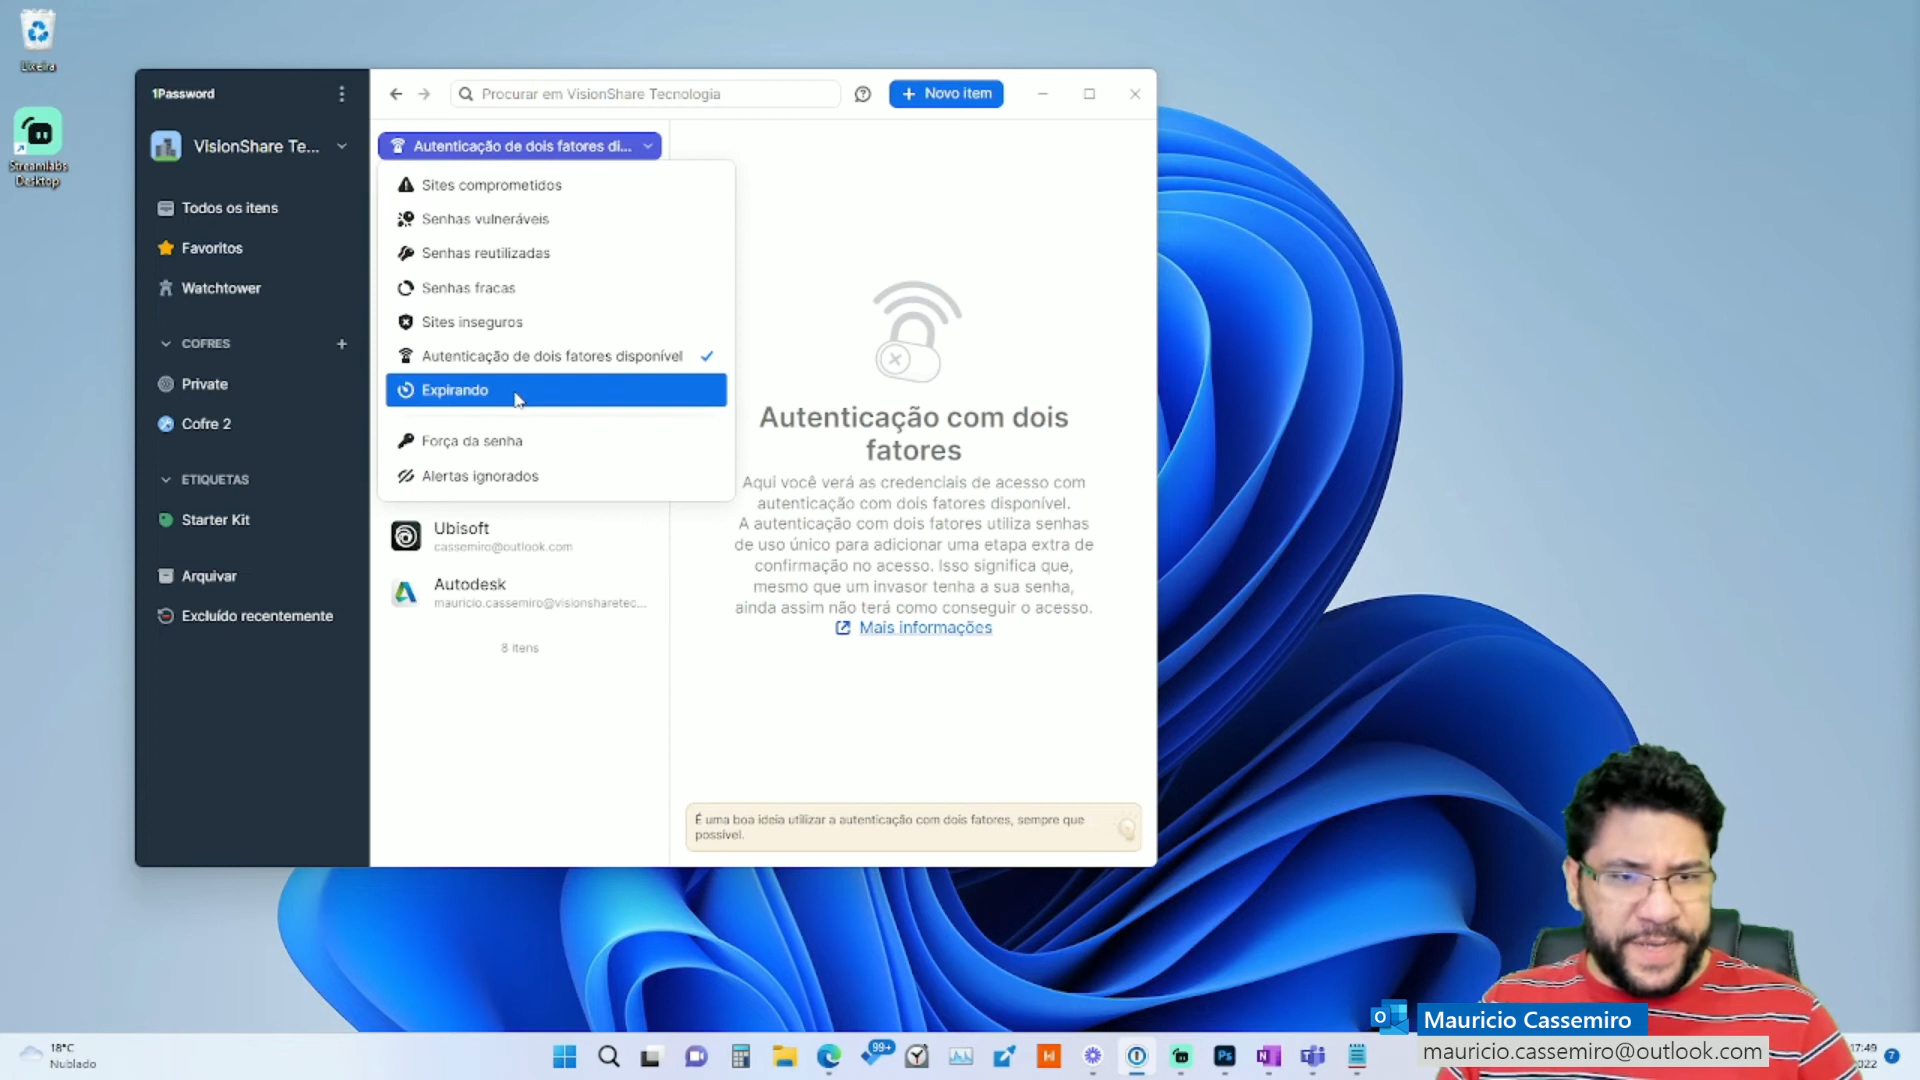 Lixeira
Streamlabs
Desktop
1Password
VisionShare Te...
Todos os itens
Favoritos
Watchtower
COFRES
Private
Cofre 2
ETIQUETAS
Starter Kit
Arquivar
Excluído recentemente
Procurar em VisionShare Tecnologia
Novo item
Autenticação de dois fatores di...
Sites comprometidos
Senhas vulneráveis
Senhas reutilizadas
Senhas fracas
Sites inseguros
Autenticação de dois fatores disponível
Expirando
Força da senha
Alertas ignorados
Ubisoft
cassemiro@outlook.com
Autodesk
mauricio.cassemiro@visionsharetec...
8 itens
Autenticação com dois
fatores
Aqui você verá as credenciais de acesso com
autenticação com dois fatores disponível.
A autenticação com dois fatores utiliza senhas
de uso único para adicionar uma etapa extra de
confirmação no acesso. Isso significa que,
mesmo que um invasor tenha a sua senha,
ainda assim não terá como conseguir o acesso.
Mais informações
É uma boa ideia utilizar a autenticação com dois fatores, sempre que
possível.
Mauricio Cassemiro
mauricio.cassemiro@outlook.com
18°C
Nublado
99+
17:49
2022
7